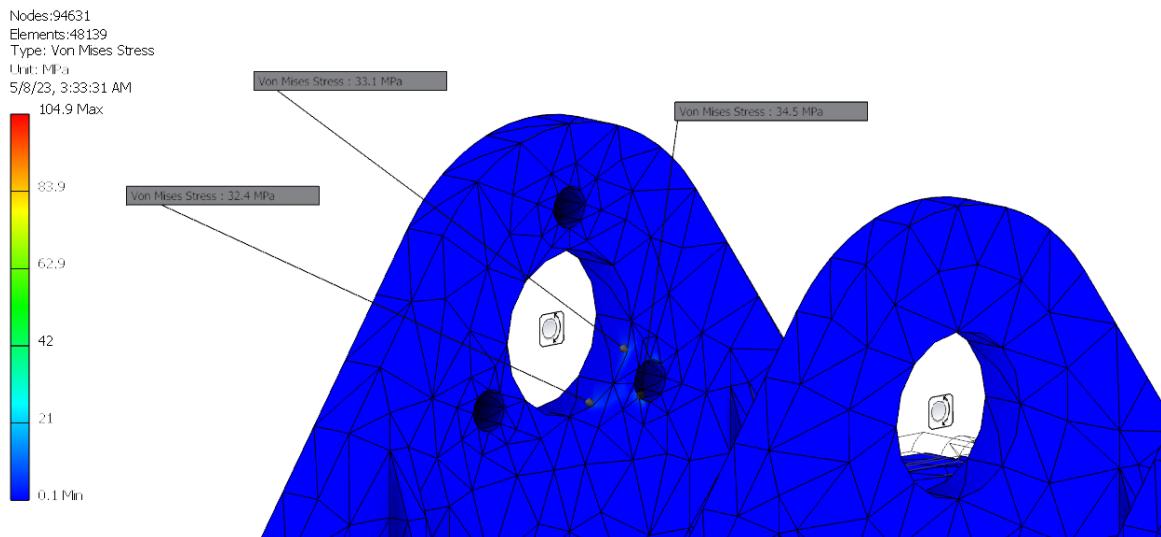 Nodes:94631
Elements:48139
Type: Von Mises Stress
Unit: MPa
5/8/23, 3:33:31 AM
104.9 Max
83.9
62.9
42
21
0.1 Min
Von Mises Stress : 33.1 MPa
Von Mises Stress : 34.5 MPa
Von Mises Stress : 32.4 MPa